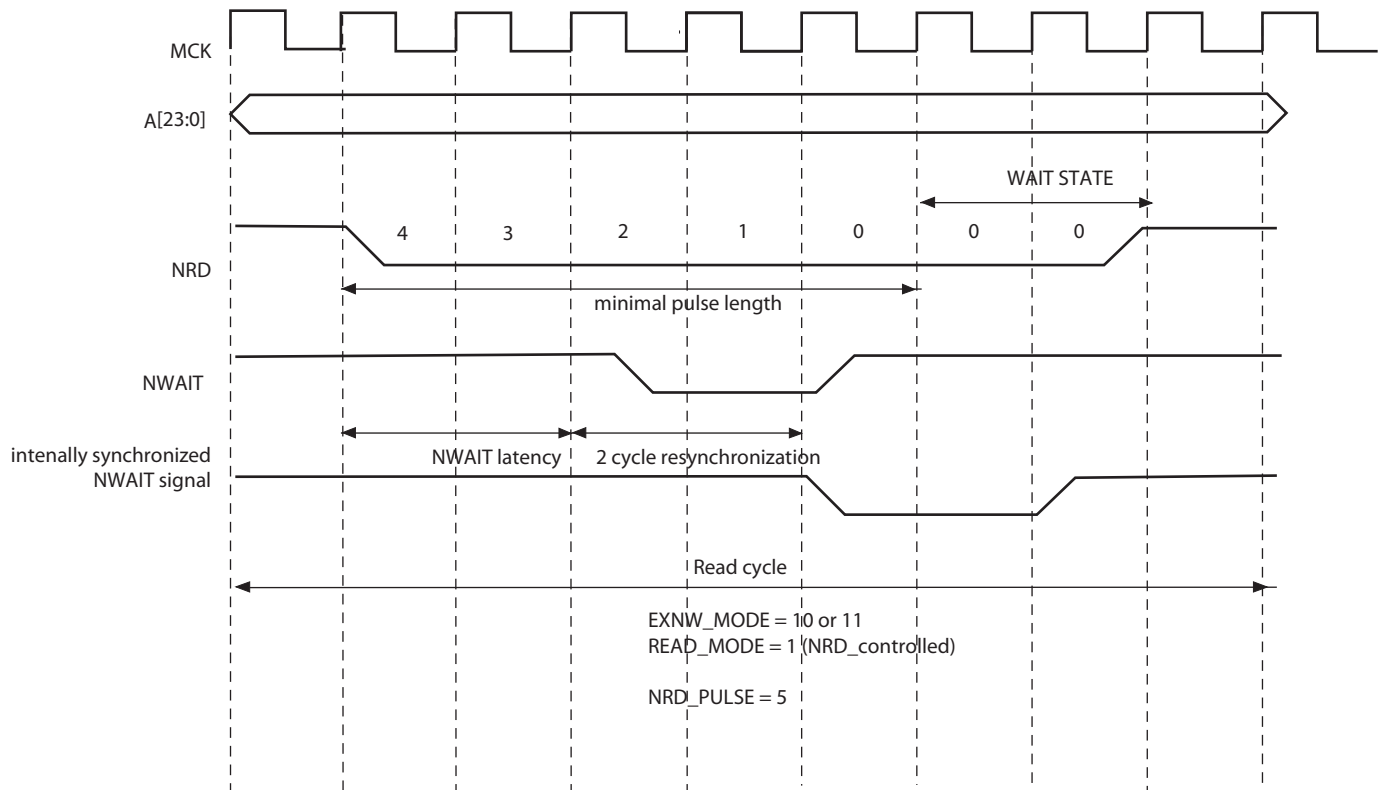 MCK
A[23:0]
WAIT STATE
4 3 2 1 0 0 0
NRD
minimal pulse length
NWAIT
NWAIT latency
2 cycle resynchronization
intenally synchronized
NWAIT signal
Read cycle
EXNW_MODE = 10 or 11
READ_MODE = 1 (NRD_controlled)
NRD_PULSE = 5